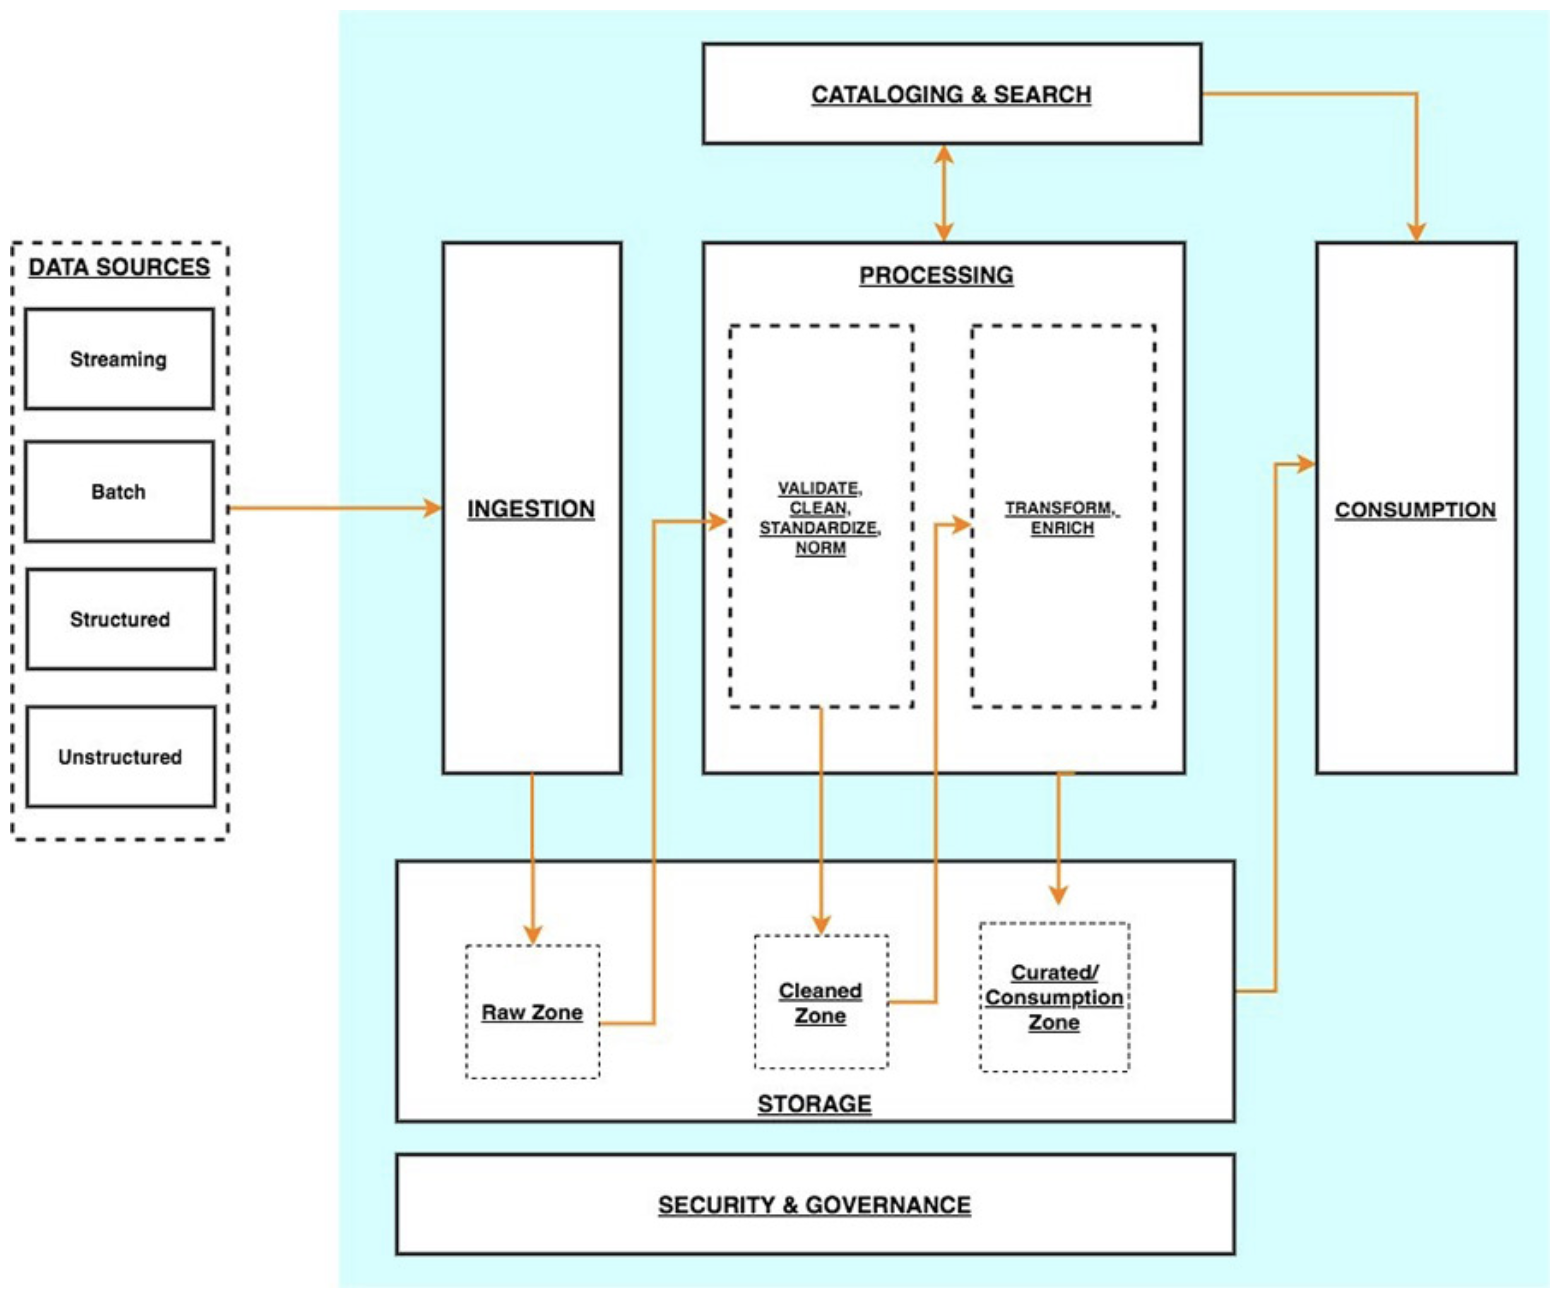 CATALOGING & SEARCH
DATA SOURCES
Streaming
Batch
Structured
Unstructured
INGESTION
PROCESSING
VALIDATE,
CLEAN,
STANDARDIZE,
NORM
TRANSFORM,
ENRICH
CONSUMPTION
Raw Zone
Cleaned
Zone
Curated/
Consumption
Zone
STORAGE
SECURITY & GOVERNANCE